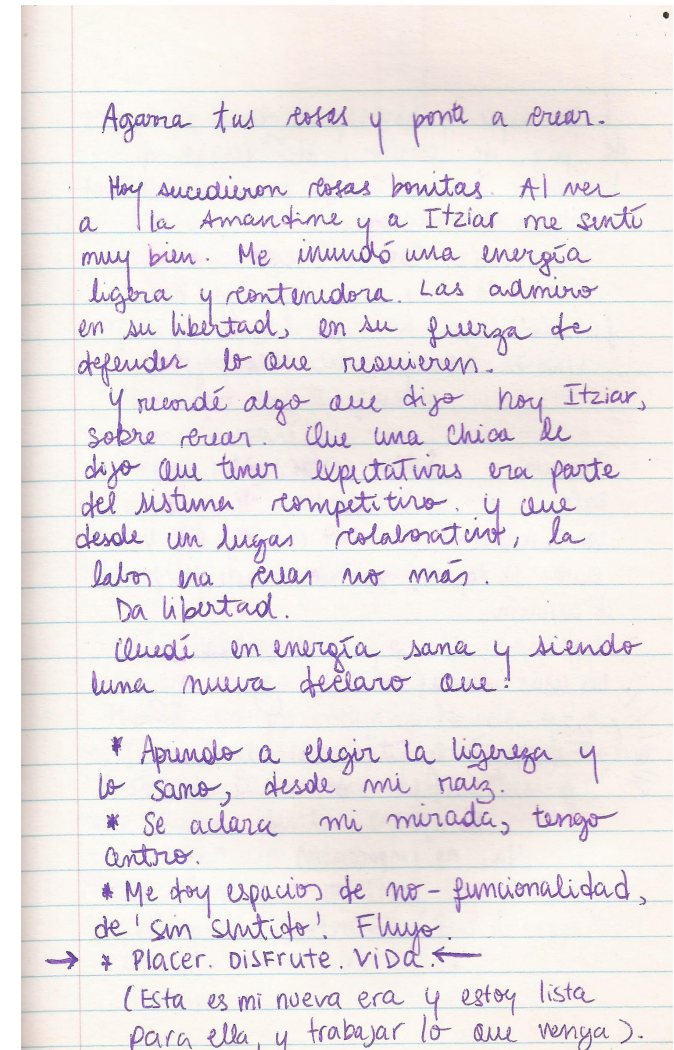 Agarra tus cosas y ponte a crear.
Hoy sucedieron cosas bonitas. Al ver
a la Amandine y a Itziar me sentí
muy bien. Me inundó una energía
ligera y contenedora. Las admiro
en su libertad, en su fuerza de
defender lo que requieren.
Y recordé algo que dijo hoy Itziar,
sobre crear. Que una chica le
dijo que tener expectativas era parte
del sistema competitivo. y que
desde un lugar colaborativo, la
labor era crear no más.
Da libertad.
Quedé en energía sana y siendo
luna nueva declaro que:
* Aprendo a elegir la ligereza y
lo sano, desde mi raíz.
* Se aclara mi mirada, tengo
centro.
* Me doy espacios de no-funcionalidad,
de 'sin sentido'. Fluyo.
→ * Placer. Disfrute. Vida. ←
(Esta es mi nueva era y estoy lista
para ella, y trabajar lo que venga).